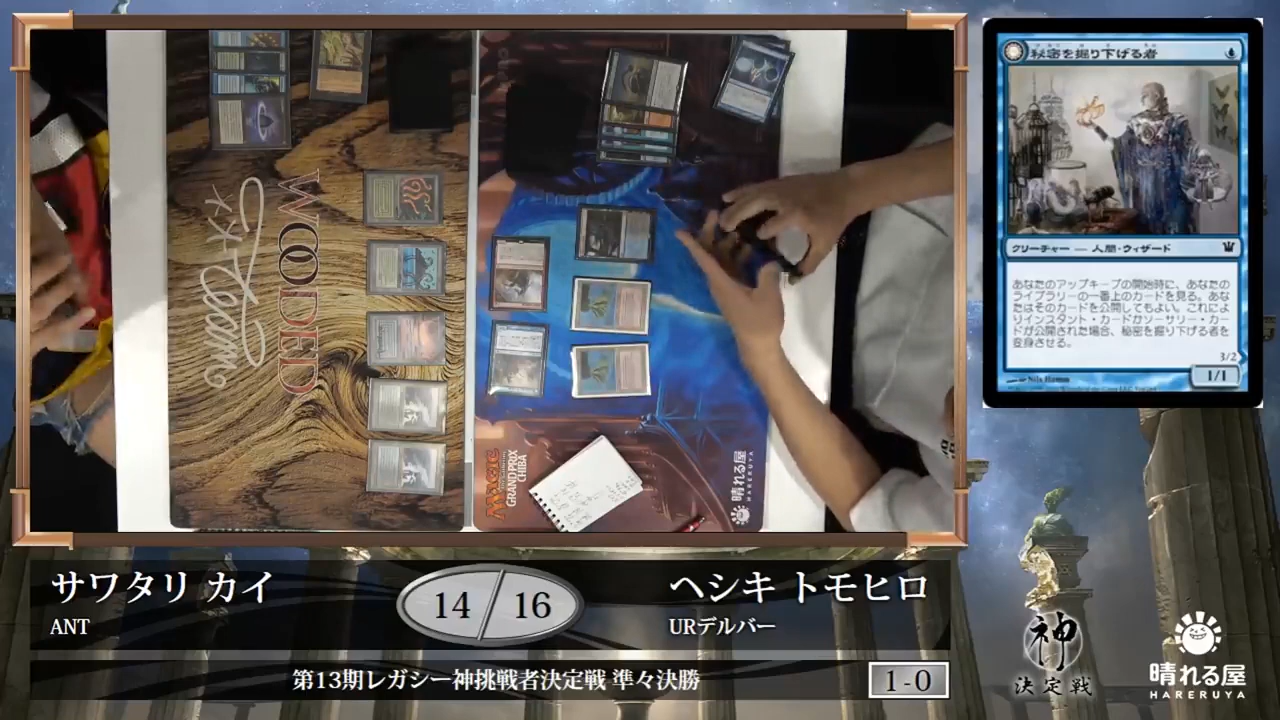 秘密を掘り下げる者
クリーチャー — 人間・ウィザード
あなたのアップキープの開始時に、あなたの
ライブラリーの一番上のカードを見る。あな
たはそのカードを公開してもよい。これによ
りインスタント・カードかソーサリー・カー
ドが公開された場合、秘密を掘り下げる者を
変身させる。
3/2
1/1
WOODED
MAGIC
GRAND PRIX
CHIBA
晴れる屋
HARERUYA
サワタリ カイ
ANT
14 / 16
ヘシキ トモヒロ
URデルバー
第13期レガシー神挑戦者決定戦 準々決勝
1-0
神
決定戦
晴れる屋
HARERUYA